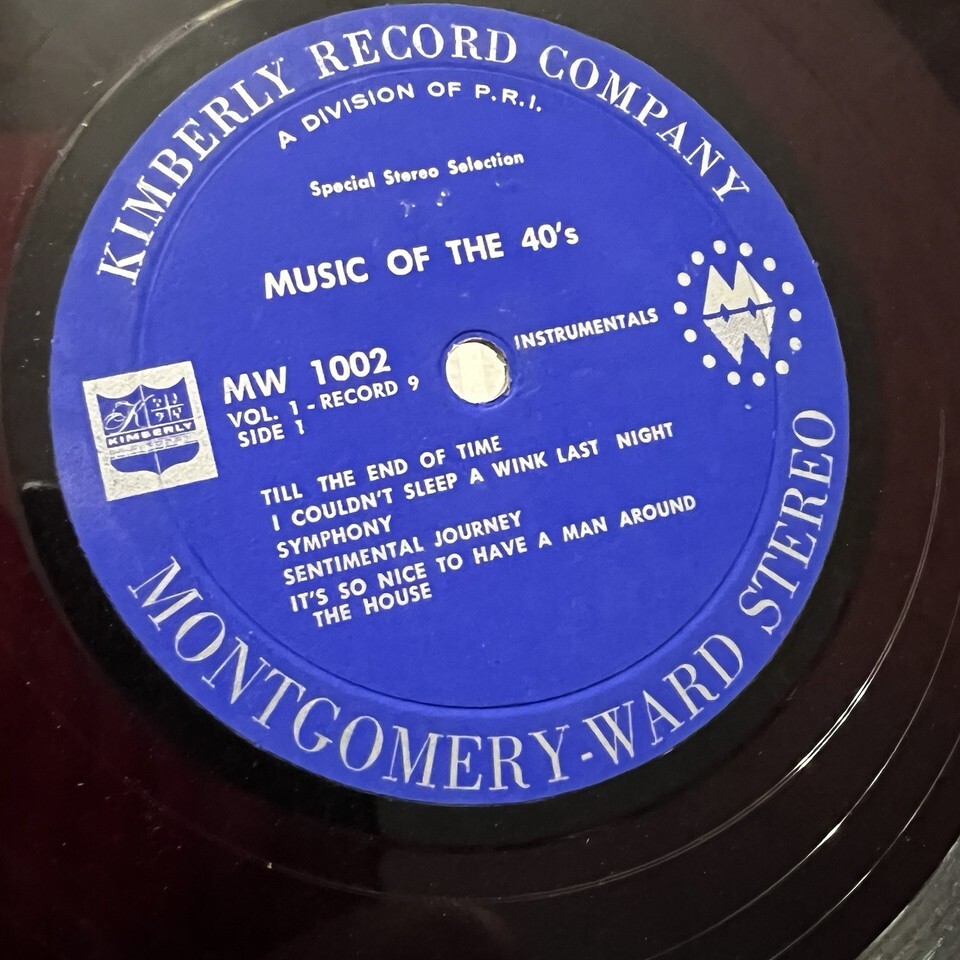 KIMBERLY RECORD COMPANY
A DIVISION OF P.R.I.
Special Stereo Selection
MUSIC OF THE 40's
INSTRUMENTALS
MW
MW 1002
VOL. 1 - RECORD 9
SIDE 1
KIMBERLY
TILL THE END OF TIME
I COULDN'T SLEEP A WINK LAST NIGHT
SYMPHONY
SENTIMENTAL JOURNEY
IT'S SO NICE TO HAVE A MAN AROUND
THE HOUSE
MONTGOMERY-WARD STEREO